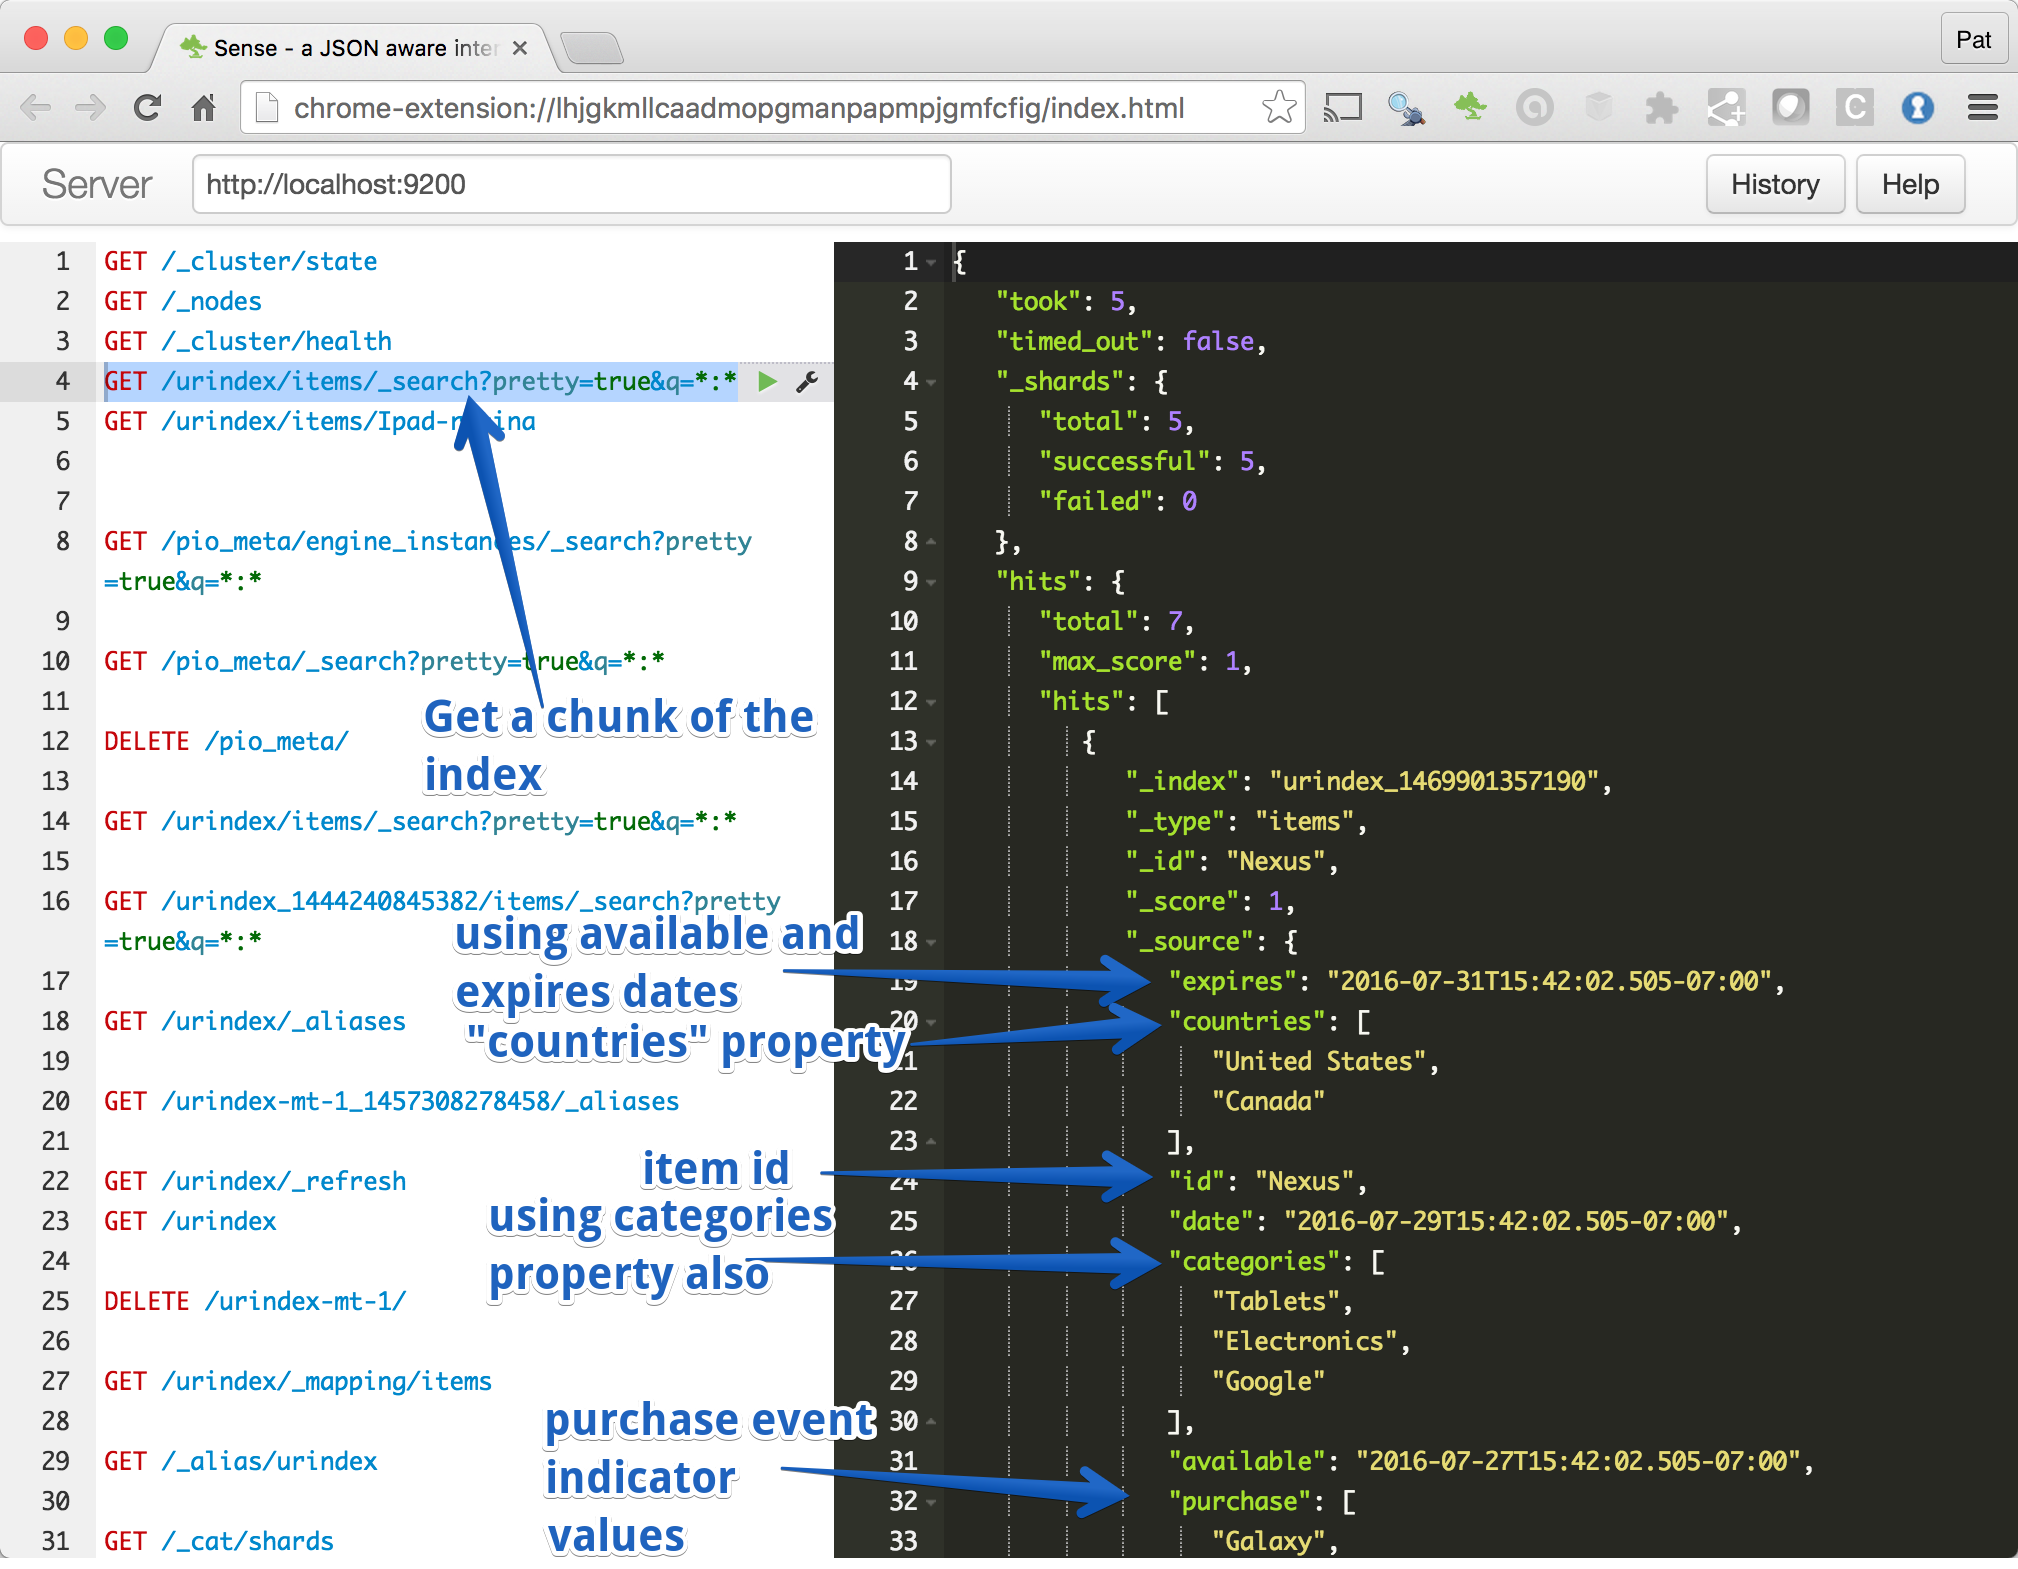 Sense - a JSON aware inter
Pat
chrome-extension://lhjgkmllcaadmopgmanpapmpjgmfcfig/index.html
Server
http://localhost:9200
History
Help
1 GET /_cluster/state
2 GET /_nodes
3 GET /_cluster/health
4 GET /urindex/items/_search?pretty=true&q=*:*
5 GET /urindex/items/Ipad-r ina
6
7
8 GET /pio_meta/engine_instances/_search?pretty
=true&q=*:*
9
10 GET /pio_meta/_search?pretty=true&q=*:*
11
12 DELETE /pio_meta/
13
14 GET /urindex/items/_search?pretty=true&q=*:*
15
16 GET /urindex_1444240845382/items/_search?pretty
=true&q=*:*
17
18 GET /urindex/_aliases
19
20 GET /urindex-mt-1_1457308278458/_aliases
21
22 GET /urindex/_refresh
23 GET /urindex
24
25 DELETE /urindex-mt-1/
26
27 GET /urindex/_mapping/items
28
29 GET /_alias/urindex
30
31 GET /_cat/shards
Get a chunk of the
index
using available and
expires dates
"countries" property
item id
using categories
property also
purchase event
indicator
values
1 {
2 "took": 5,
3 "timed_out": false,
4 "_shards": {
5 "total": 5,
6 "successful": 5,
7 "failed": 0
8 },
9 "hits": {
10 "total": 7,
11 "max_score": 1,
12 "hits": [
13 {
14 "_index": "urindex_1469901357190",
15 "_type": "items",
16 "_id": "Nexus",
17 "_score": 1,
18 "_source": {
19 "expires": "2016-07-31T15:42:02.505-07:00",
20 "countries": [
21 "United States",
22 "Canada"
23 ],
24 "id": "Nexus",
25 "date": "2016-07-29T15:42:02.505-07:00",
26 "categories": [
27 "Tablets",
28 "Electronics",
29 "Google"
30 ],
31 "available": "2016-07-27T15:42:02.505-07:00",
32 "purchase": [
33 "Galaxy",